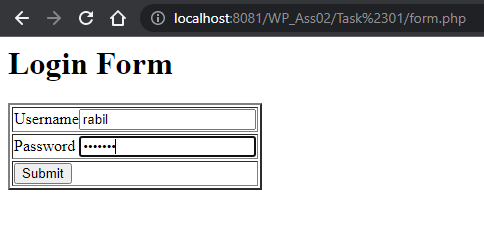 localhost:8081/WP_Ass02/Task%2301/form.php
Login Form
Username rabil
Password •••••••
Submit